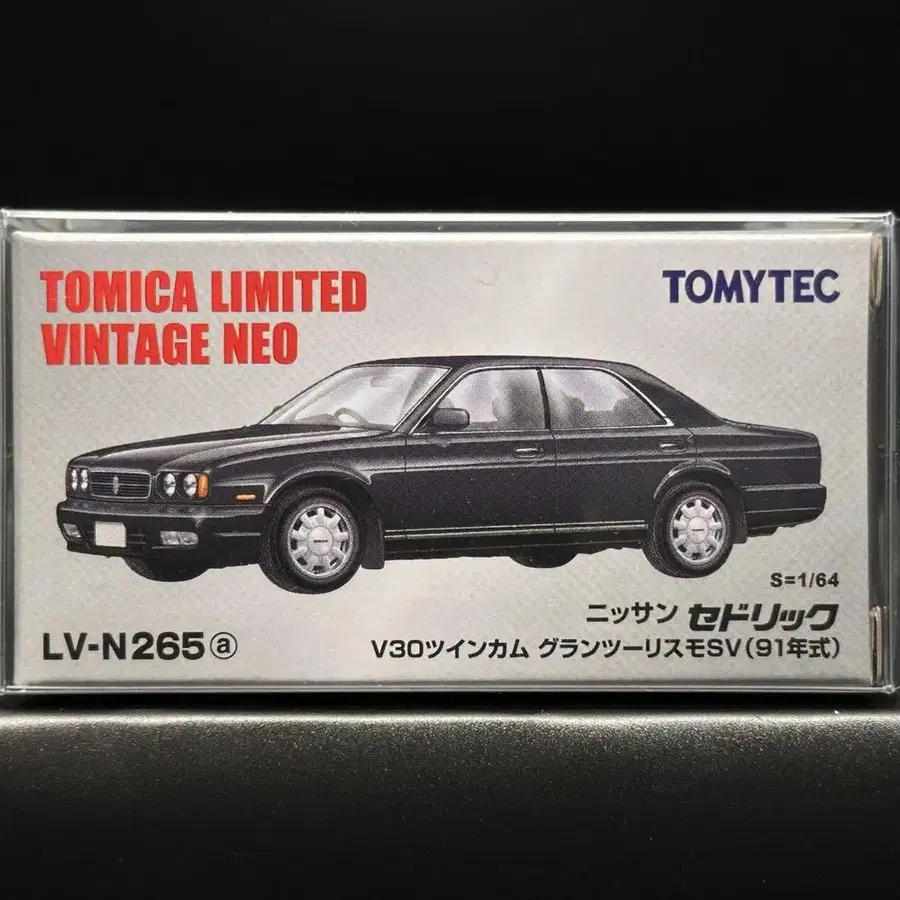 TOMICA LIMITED
VINTAGE NEO
TOMYTEC
S=1/64
ニッサン セドリック
LV-N265ⓐ
V30ツインカム グランツーリスモSV(91年式)